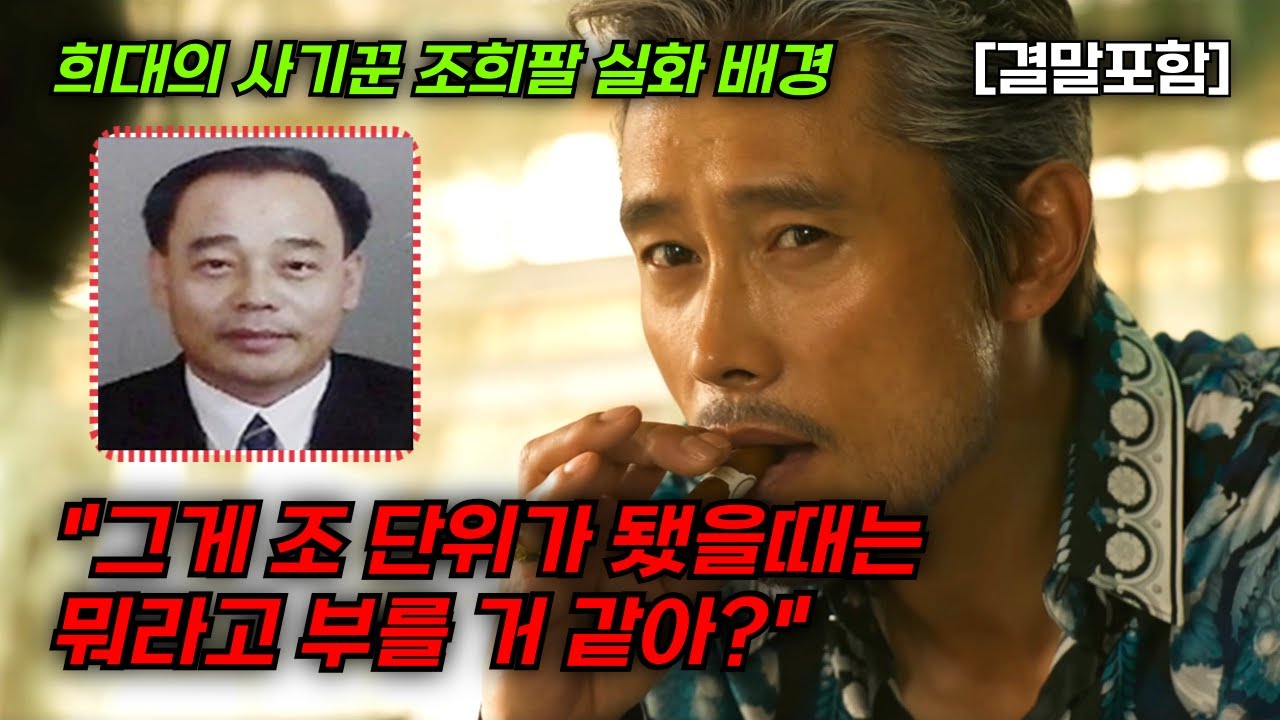 희대의 사기꾼 조희팔 실화 배경
[결말포함]
"그게 조 단위가 됐을때는
뭐라고 부를 거 같아?"